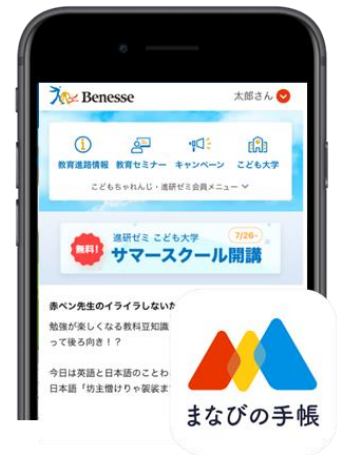 Benesse
太郎さん
教育進路情報 教育セミナー キャンペーン こども大学
こどもちゃれんじ・進研ゼミ会員メニュー
無料!
進研ゼミ こども大学
7/26~
サマースクール開講
赤ペン先生のイライラしない
勉強が楽しくなる教科豆知識
って後ろ向き!?
今日は英語と日本語のことわ
日本語「坊主憎けりゃ袈裟ま
まなびの手帳